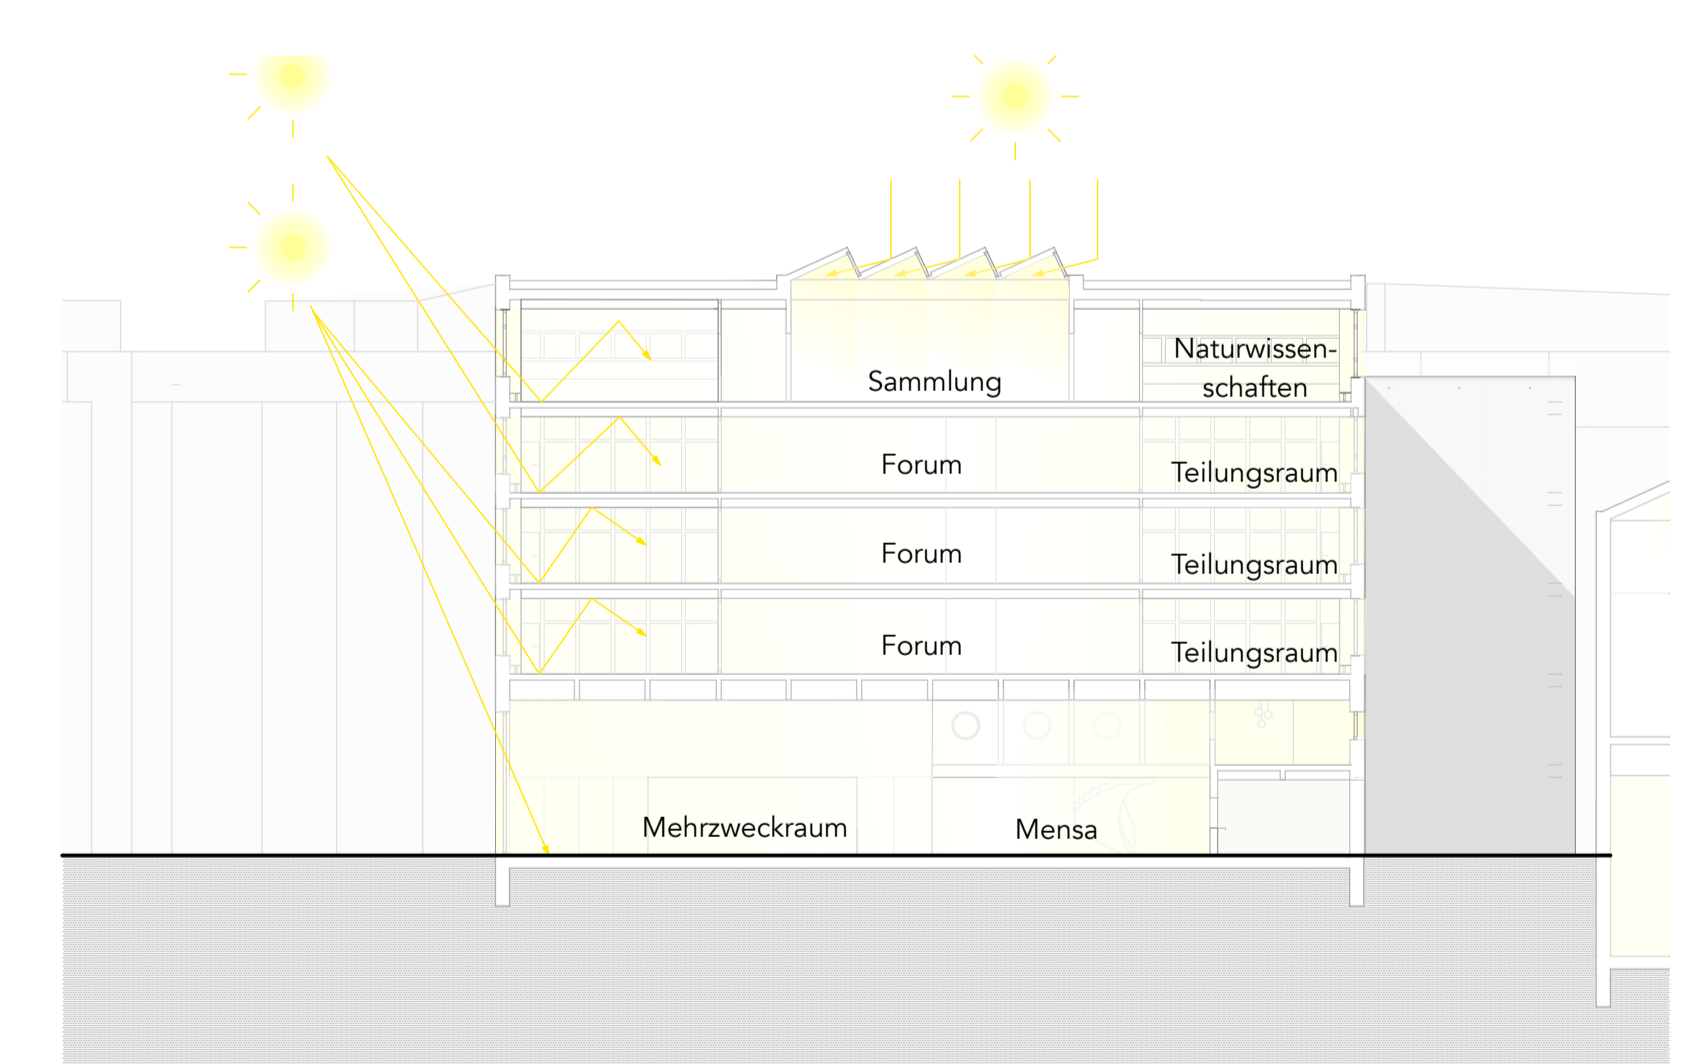 Naturwissen-
schaften
Sammlung
Forum
Teilungsraum
Forum
Teilungsraum
Forum
Teilungsraum
Mehrzweckraum
Mensa